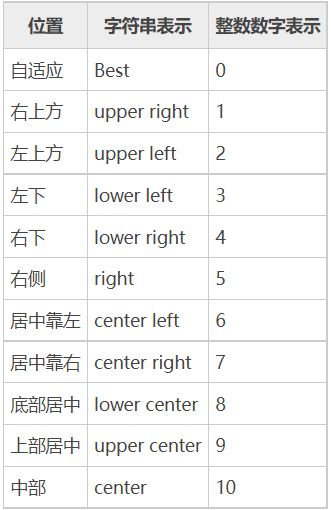 位置 字符串表示 整数数字表示
自适应 Best 0
右上方 upper right 1
左上方 upper left 2
左下 lower left 3
右下 lower right 4
右侧 right 5
居中靠左 center left 6
居中靠右 center right 7
底部居中 lower center 8
上部居中 upper center 9
中部 center 10